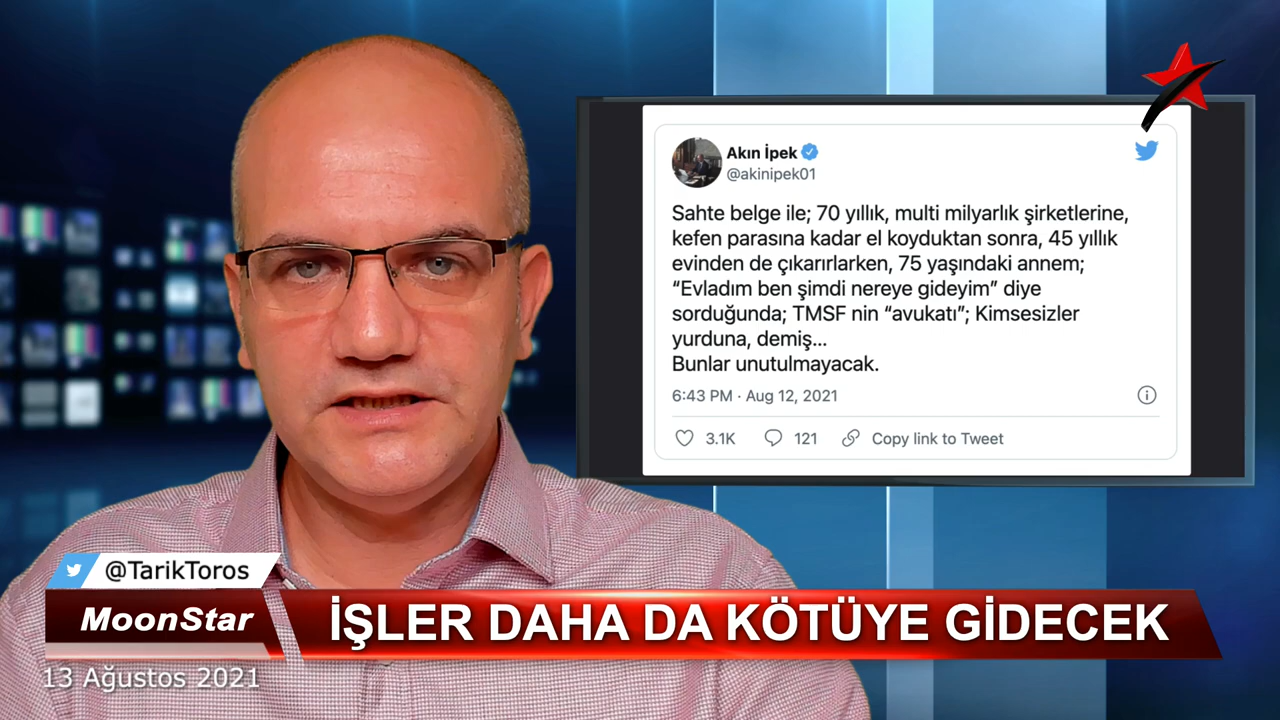 Akın İpek
@akinipek01
Sahte belge ile; 70 yıllık, multi milyarlık şirketlerine,
kefen parasına kadar el koyduktan sonra, 45 yıllık
evinden de çıkarırlarken, 75 yaşındaki annem;
“Evladım ben şimdi nereye gideyim” diye
sorduğunda; TMSF nin “avukatı”; Kimsesizler
yurduna, demiş...
Bunlar unutulmayacak.
6:43 PM · Aug 12, 2021
3.1K 121 Copy link to Tweet
@TarikToros
MoonStar
İŞLER DAHA DA KÖTÜYE GİDECEK
13 Ağustos 2021